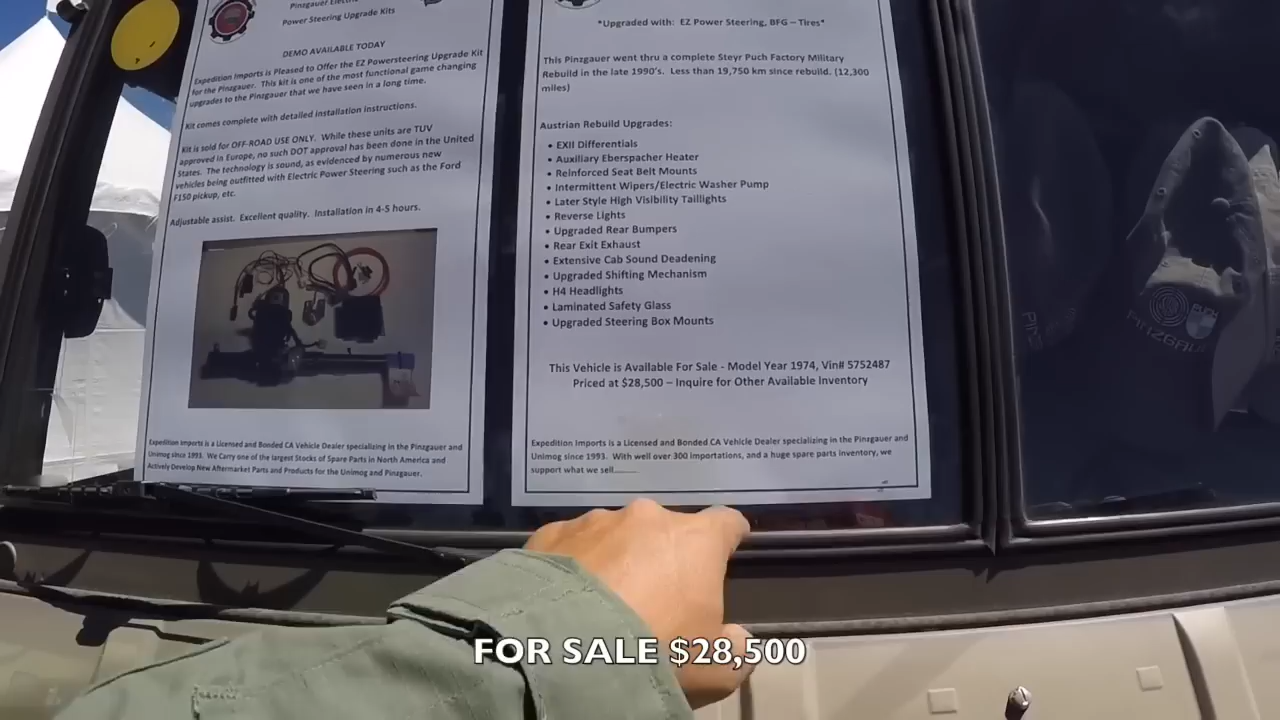 Pinzgauer
Power Steering Upgrade Kits
DEMO AVAILABLE TODAY
Expedition Imports is Pleased to Offer the EZ Powersteering Upgrade Kit
for the Pinzgauer. This kit is one of the most functional game changing
upgrades to the Pinzgauer that we have seen in a long time.
Kit comes complete with detailed installation instructions.
Kit is sold for OFF-ROAD USE ONLY. While these units are TUV
approved in Europe, no such DOT approval has been done in the United
States. The technology is sound, as evidenced by numerous new
vehicles being outfitted with Electric Power Steering such as the Ford
F150 pickup, etc.
Adjustable assist. Excellent quality. Installation in 4-5 hours.
Expedition Imports is a Licensed and Bonded CA Vehicle Dealer specializing in the Pinzgauer and
Unimog since 1993. We Carry one of the largest Stocks of Spare Parts in North America and
Actively Develop New Aftermarket Parts and Products for the Unimog and Pinzgauer.
*Upgraded with: EZ Power Steering, BFG – Tires*
This Pinzgauer went thru a complete Steyr Puch Factory Military
Rebuild in the late 1990's. Less than 19,750 km since rebuild. (12,300
miles)
Austrian Rebuild Upgrades:
• EXII Differentials
• Auxiliary Eberspacher Heater
• Reinforced Seat Belt Mounts
• Intermittent Wipers/Electric Washer Pump
• Later Style High Visibility Taillights
• Reverse Lights
• Upgraded Rear Bumpers
• Rear Exit Exhaust
• Extensive Cab Sound Deadening
• Upgraded Shifting Mechanism
• H4 Headlights
• Laminated Safety Glass
• Upgraded Steering Box Mounts
This Vehicle is Available For Sale - Model Year 1974, Vin# 5752487
Priced at $28,500 – Inquire for Other Available Inventory
Expedition Imports is a Licensed and Bonded CA Vehicle Dealer specializing in the Pinzgauer and
Unimog since 1993. With well over 300 importations, and a huge spare parts inventory, we
support what we sell..........
PUCH
FOR SALE $28,500